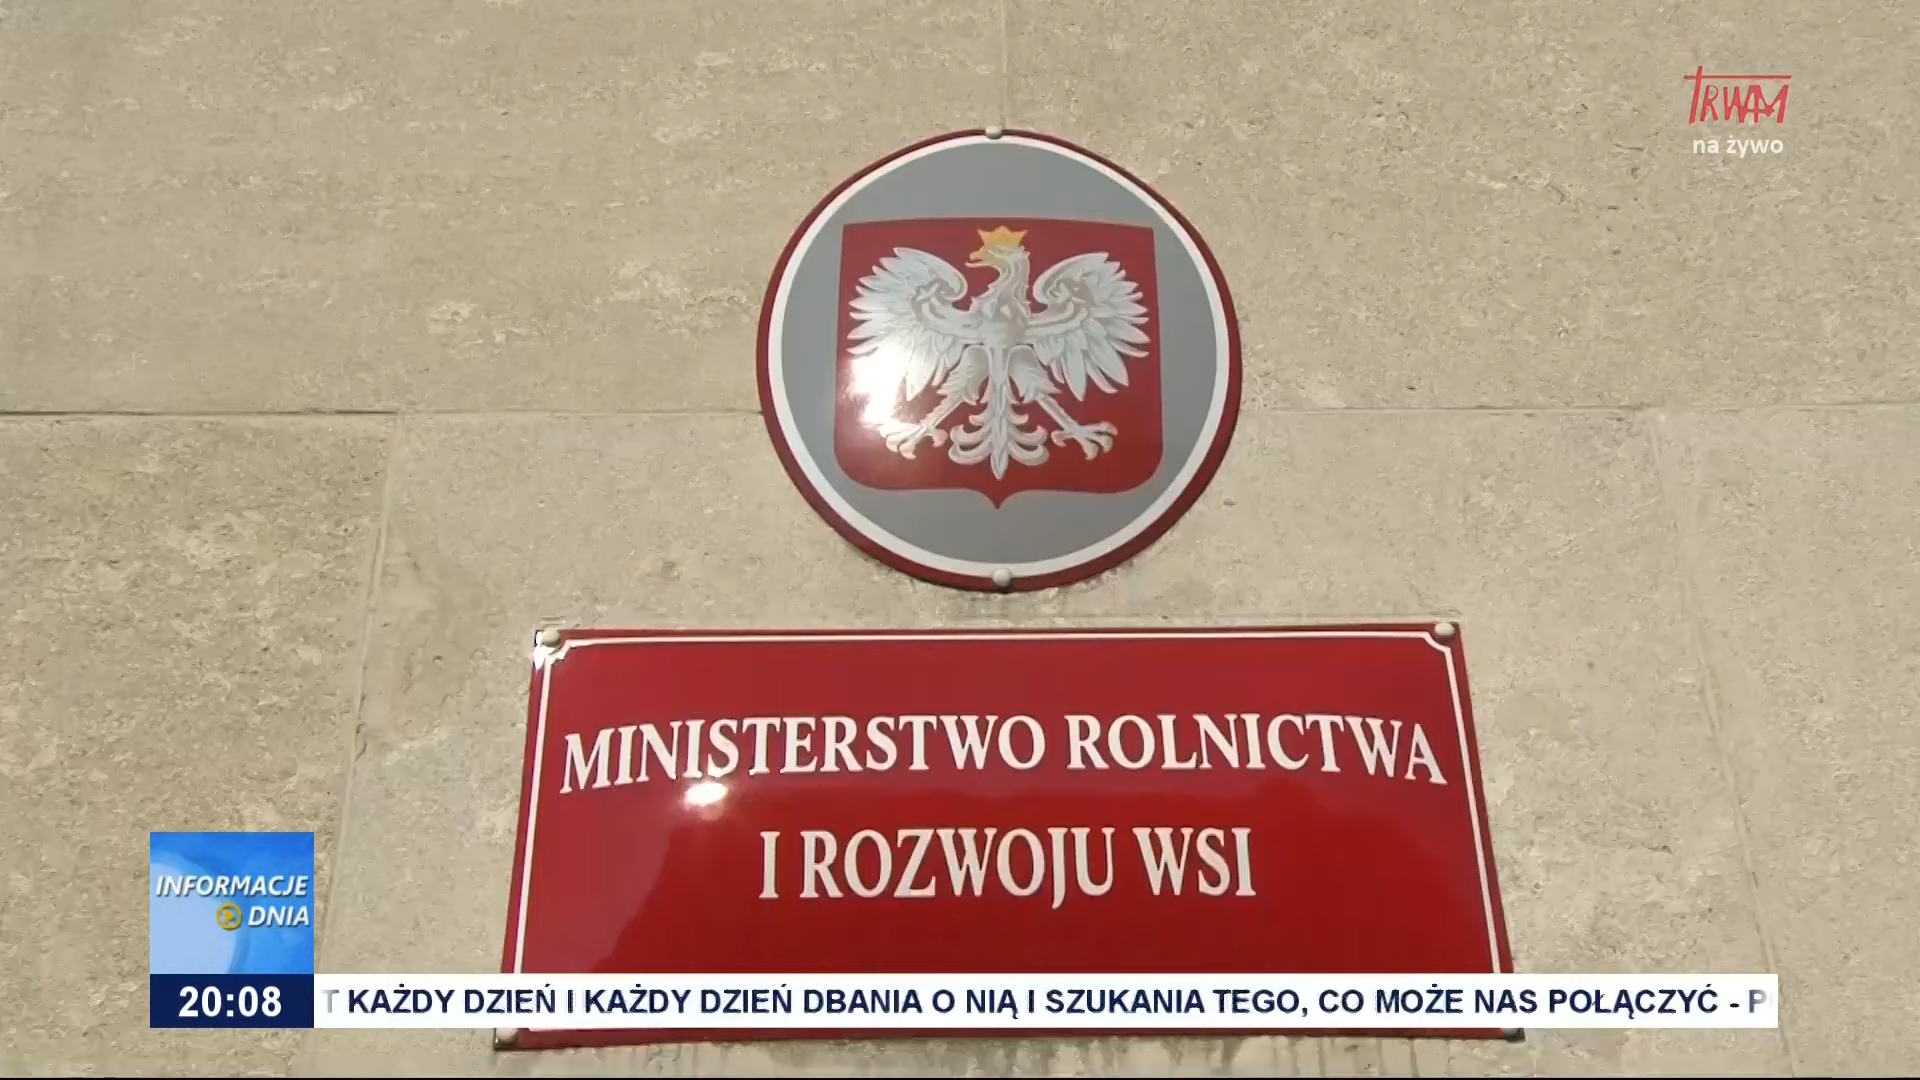 TRWAM
na żywo
MINISTERSTWO ROLNICTWA
I ROZWOJU WSI
INFORMACJE
DNIA
20:08
KAŻDY DZIEŃ I KAŻDY DZIEŃ DBANIA O NIĄ I SZUKANIA TEGO, CO MOŻE NAS POŁĄCZYĆ -